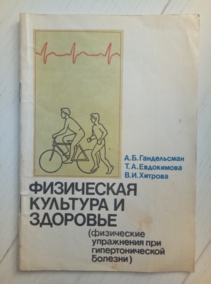 А.Б.Гандельсман
Т.А.Евдокимова
В.И.Хитрова
ФИЗИЧЕСКАЯ
КУЛЬТУРА И
ЗДОРОВЬЕ
(физические
упражнения при
гипертонической
болезни)